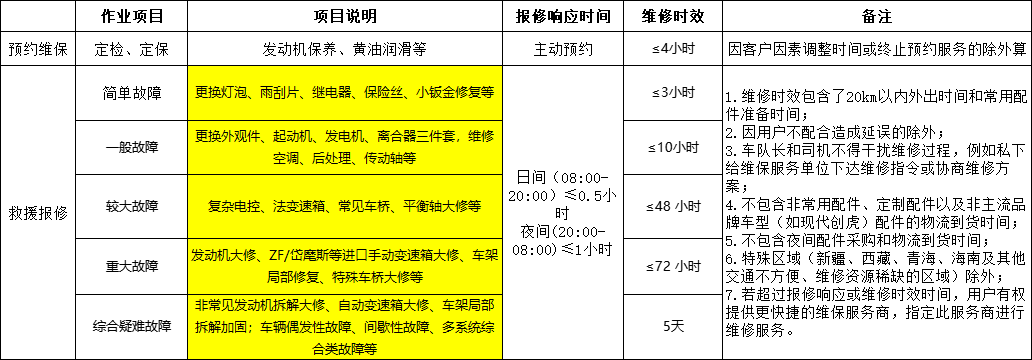 作业项目 项目说明 报修响应时间 维修时效 备注
预约维保 定检、定保 发动机保养、黄油润滑等 主动预约 ≤4小时 因客户因素调整时间或终止预约服务的除外算
救援报修
简单故障 更换灯泡、雨刮片、继电器、保险丝、小钣金修复等 ≤3小时
一般故障 更换外观件、起动机、发电机、离合器三件套，维修
空调、后处理、传动轴等 ≤10小时
较大故障 复杂电控、法变速箱、常见车桥、平衡轴大修等 ≤48 小时
重大故障 发动机大修、ZF/岱麾斯等进口手动变速箱大修、车架
局部修复、特殊车桥大修等 ≤72 小时
综合疑难故障 非常见发动机拆解大修、自动变速箱大修、车架局部
拆解加固；车辆偶发性故障、间歇性故障、多系统综
合类故障等 5天
日间（08:00-
20:00）≤0.5小
时
夜间(20:00-
08:00)≤1小时
1.维修时效包含了20km以内外出时间和常用配
件准备时间；
2.因用户不配合造成延误的除外；
3.车队长和司机不得干扰维修过程，例如私下
给维保服务单位下达维修指令或协商维修方
案；
4.不包含非常用配件、定制配件以及非主流品
牌车型（如现代创虎）配件的物流到货时间；
5.不包含夜间配件采购和物流到货时间；
6.特殊区域（新疆、西藏、青海、海南及其他
交通不方便、维修资源稀缺的区域）除外；
7.若超过报修响应或维修时效时间，用户有权
提供更快捷的维保服务商，指定此服务商进行
维修服务。